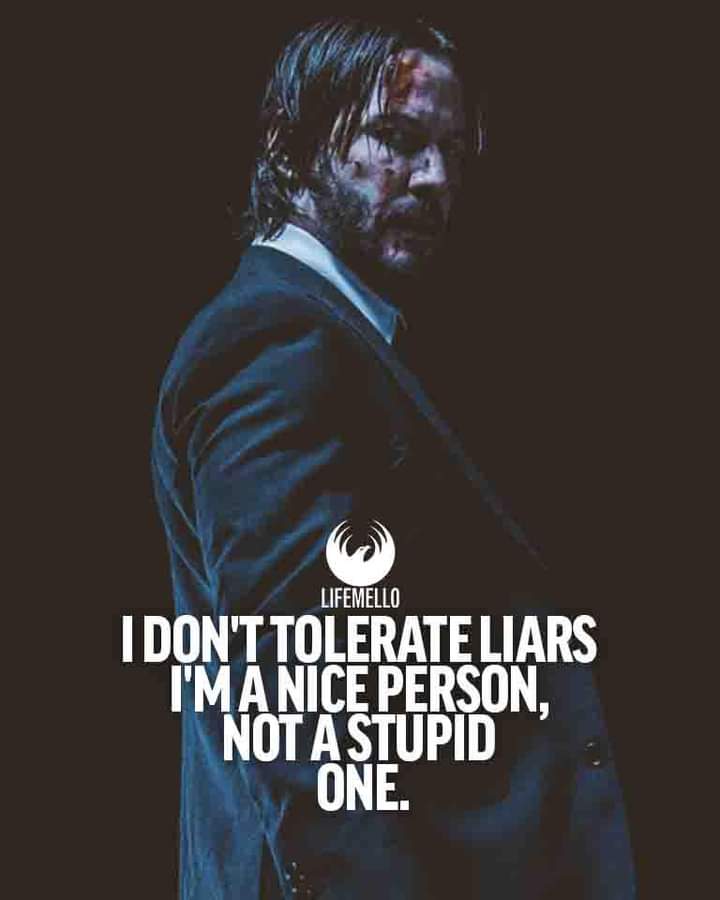 LIFEMELLO
I DON'T TOLERATE LIARS
I'M A NICE PERSON,
NOT A STUPID
ONE.